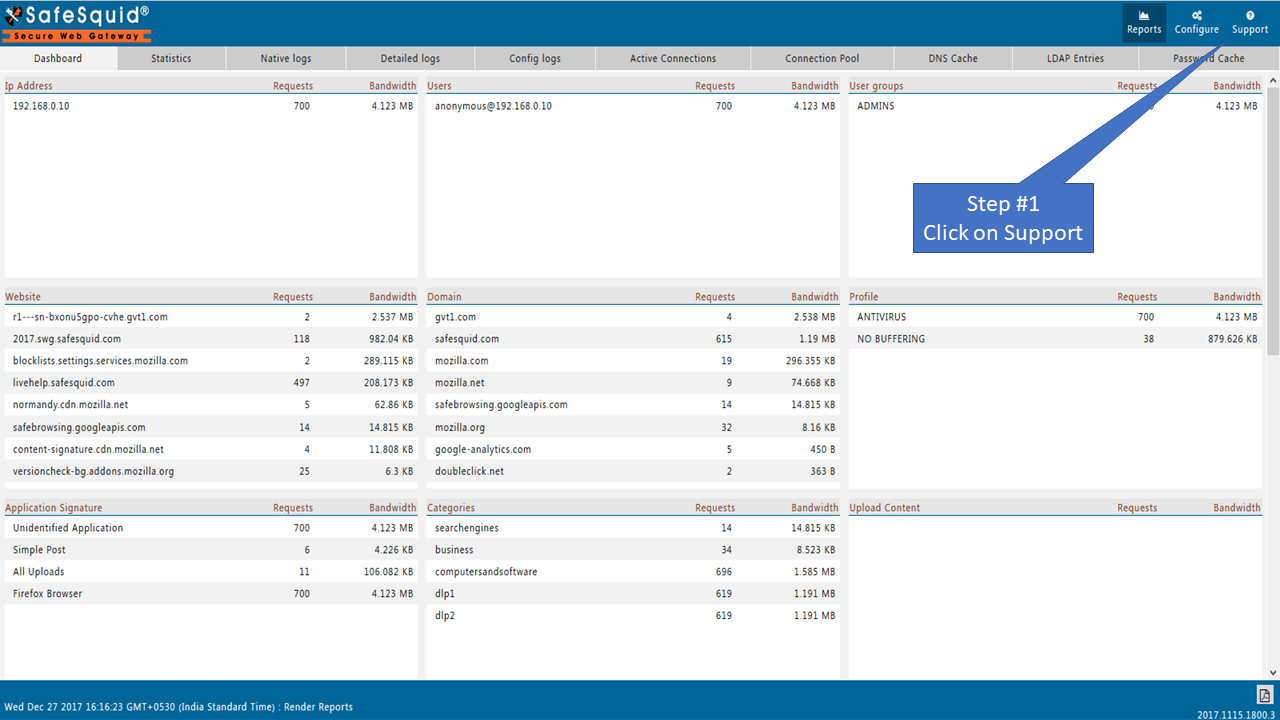 SafeSquid®
Secure Web Gateway
Reports Configure Support
Dashboard Statistics Native logs Detailed logs Config logs Active Connections Connection Pool DNS Cache LDAP Entries Password Cache
Ip Address Requests Bandwidth
192.168.0.10 700 4.123 MB
Users Requests Bandwidth
anonymous@192.168.0.10 700 4.123 MB
User groups Requests Bandwidth
ADMINS 4.123 MB
Step #1
Click on Support
Website Requests Bandwidth
r1---sn-bxonu5gpo-cvhe.gvt1.com 2 2.537 MB
2017.swg.safesquid.com 118 982.04 KB
blocklists.settings.services.mozilla.com 2 289.115 KB
livehelp.safesquid.com 497 208.173 KB
normandy.cdn.mozilla.net 5 62.86 KB
safebrowsing.googleapis.com 14 14.815 KB
content-signature.cdn.mozilla.net 4 11.808 KB
versioncheck-bg.addons.mozilla.org 25 6.3 KB
Domain Requests Bandwidth
gvt1.com 4 2.538 MB
safesquid.com 615 1.19 MB
mozilla.com 19 296.355 KB
mozilla.net 9 74.668 KB
safebrowsing.googleapis.com 14 14.815 KB
mozilla.org 32 8.16 KB
google-analytics.com 5 450 B
doubleclick.net 2 363 B
Profile Requests Bandwidth
ANTIVIRUS 700 4.123 MB
NO BUFFERING 38 879.626 KB
Application Signature Requests Bandwidth
Unidentified Application 700 4.123 MB
Simple Post 6 4.226 KB
All Uploads 11 106.082 KB
Firefox Browser 700 4.123 MB
Categories Requests Bandwidth
searchengines 14 14.815 KB
business 34 8.523 KB
computersandsoftware 696 1.585 MB
dlp1 619 1.191 MB
dlp2 619 1.191 MB
Upload Content Requests Bandwidth
Wed Dec 27 2017 16:16:23 GMT+0530 (India Standard Time) : Render Reports
2017.1115.1800.3